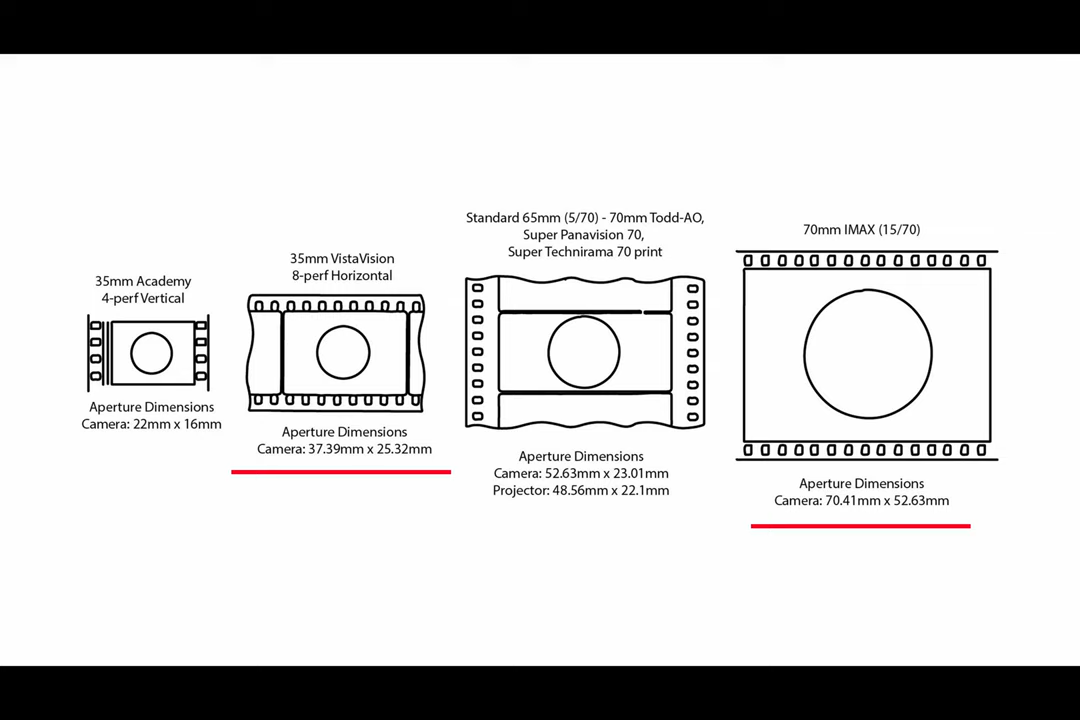 35mm Academy
4-perf Vertical
Aperture Dimensions
Camera: 22mm x 16mm
35mm VistaVision
8-perf Horizontal
Aperture Dimensions
Camera: 37.39mm x 25.32mm
Standard 65mm (5/70) - 70mm Todd-AO,
Super Panavision 70,
Super Technirama 70 print
Aperture Dimensions
Camera: 52.63mm x 23.01mm
Projector: 48.56mm x 22.1mm
70mm IMAX (15/70)
Aperture Dimensions
Camera: 70.41mm x 52.63mm